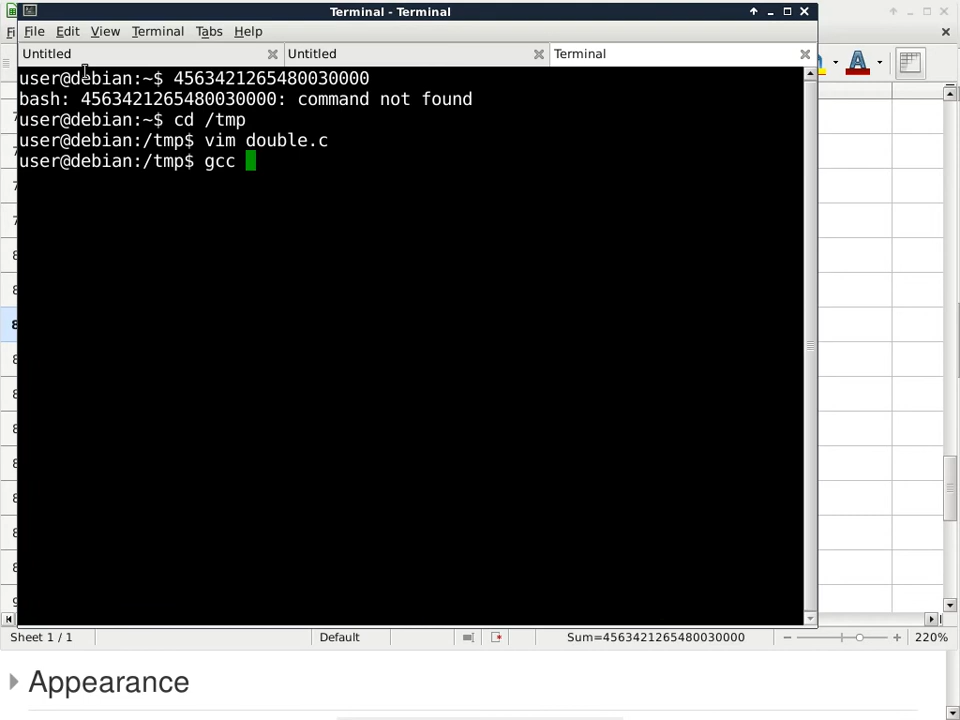 Terminal - Terminal
File Edit View Terminal Tabs Help
Untitled Untitled Terminal
user@debian:~$ 4563421265480030000
bash: 4563421265480030000: command not found
user@debian:~$ cd /tmp
user@debian:/tmp$ vim double.c
user@debian:/tmp$ gcc
Sheet 1 / 1 Default Sum=4563421265480030000 220%
Appearance